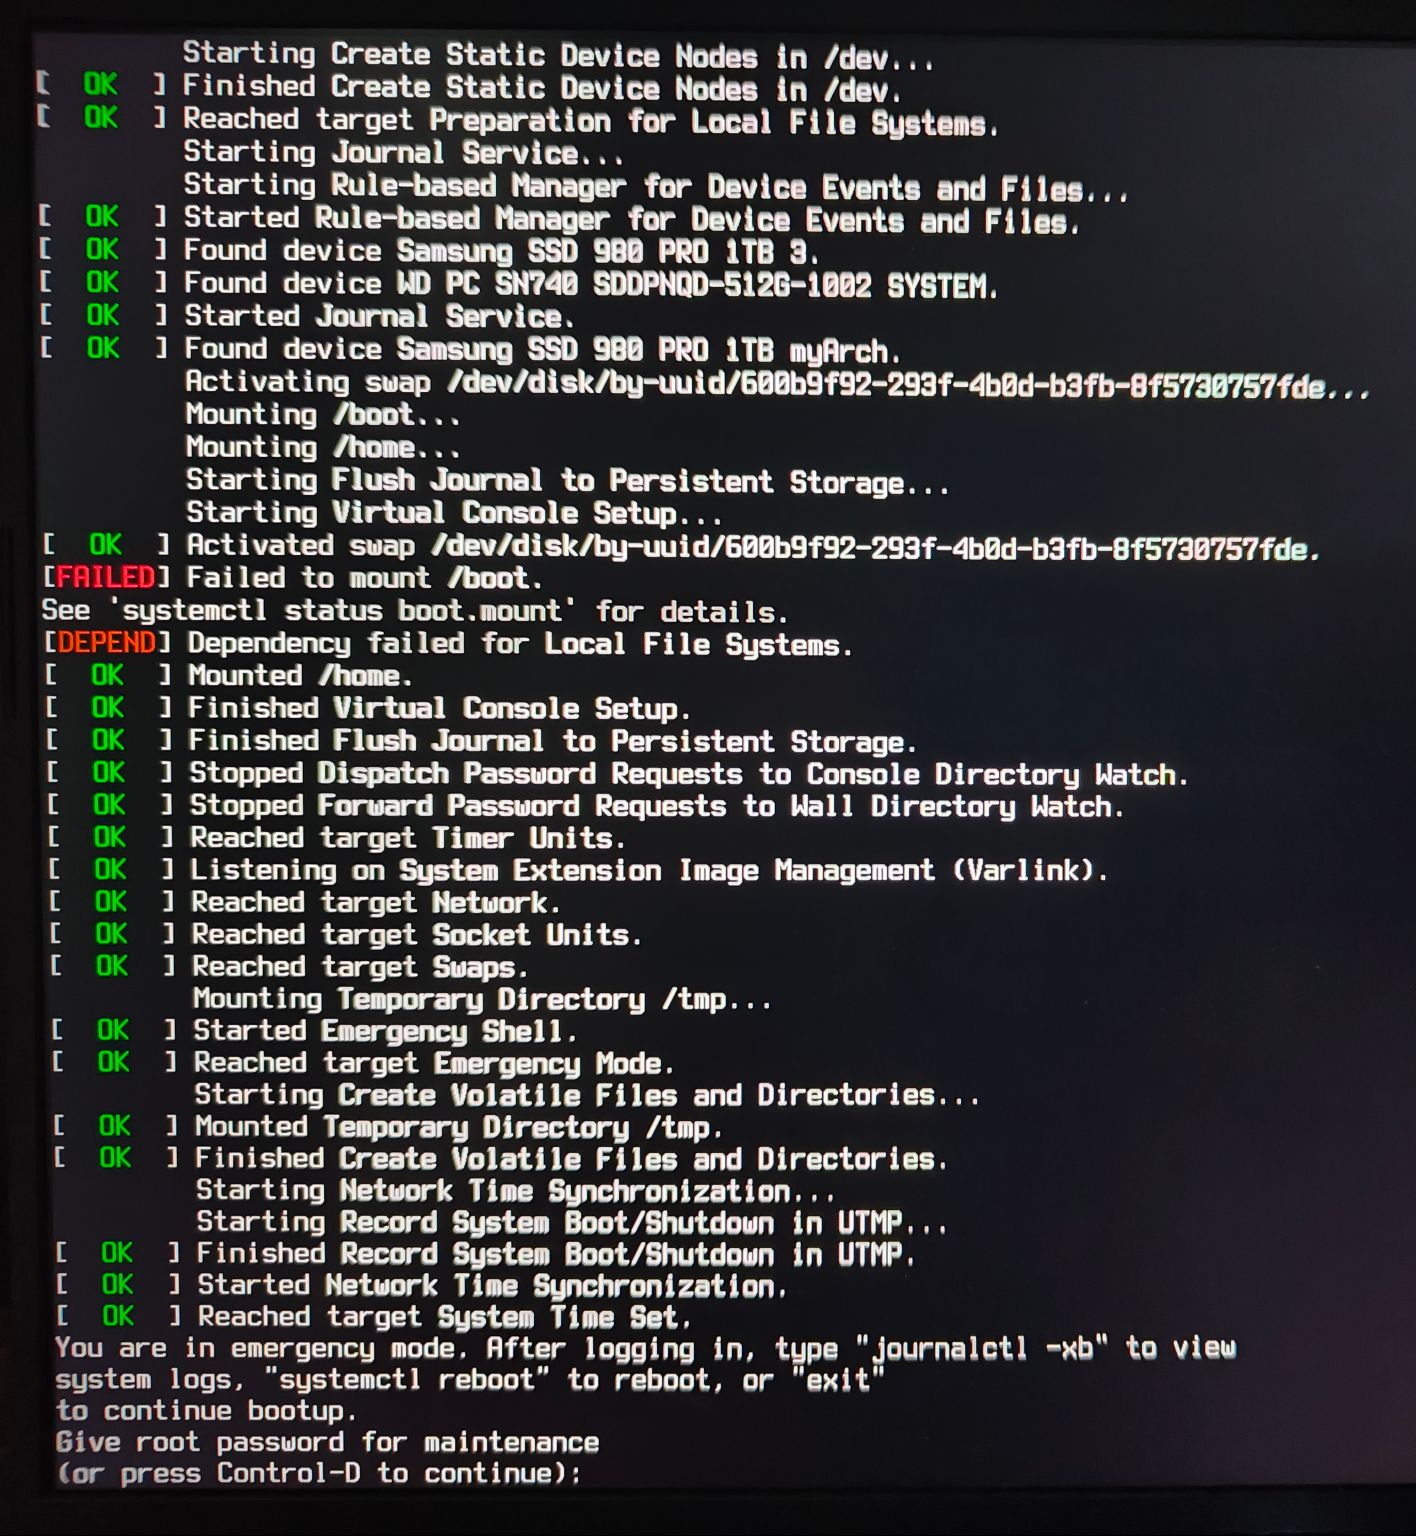 Starting Create Static Device Nodes in /dev...
[  OK  ] Finished Create Static Device Nodes in /dev.
[  OK  ] Reached target Preparation for Local File Systems.
Starting Journal Service...
Starting Rule-based Manager for Device Events and Files...
[  OK  ] Started Rule-based Manager for Device Events and Files.
[  OK  ] Found device Samsung SSD 980 PRO 1TB 3.
[  OK  ] Found device WD PC SN740 SDDPNQD-512G-1002 SYSTEM.
[  OK  ] Started Journal Service.
[  OK  ] Found device Samsung SSD 980 PRO 1TB myArch.
Activating swap /dev/disk/by-uuid/600b9f92-293f-4b0d-b3fb-8f5730757fde...
Mounting /boot...
Mounting /home...
Starting Flush Journal to Persistent Storage...
Starting Virtual Console Setup...
[  OK  ] Activated swap /dev/disk/by-uuid/600b9f92-293f-4b0d-b3fb-8f5730757fde.
[FAILED] Failed to mount /boot.
See 'systemctl status boot.mount' for details.
[DEPEND] Dependency failed for Local File Systems.
[  OK  ] Mounted /home.
[  OK  ] Finished Virtual Console Setup.
[  OK  ] Finished Flush Journal to Persistent Storage.
[  OK  ] Stopped Dispatch Password Requests to Console Directory Watch.
[  OK  ] Stopped Forward Password Requests to Wall Directory Watch.
[  OK  ] Reached target Timer Units.
[  OK  ] Listening on System Extension Image Management (Varlink).
[  OK  ] Reached target Network.
[  OK  ] Reached target Socket Units.
[  OK  ] Reached target Swaps.
Mounting Temporary Directory /tmp...
[  OK  ] Started Emergency Shell.
[  OK  ] Reached target Emergency Mode.
Starting Create Volatile Files and Directories...
[  OK  ] Mounted Temporary Directory /tmp.
[  OK  ] Finished Create Volatile Files and Directories.
Starting Network Time Synchronization...
Starting Record System Boot/Shutdown in UTMP...
[  OK  ] Finished Record System Boot/Shutdown in UTMP.
[  OK  ] Started Network Time Synchronization.
[  OK  ] Reached target System Time Set.
You are in emergency mode. After logging in, type "journalctl -xb" to view
system logs, "systemctl reboot" to reboot, or "exit"
to continue bootup.
Give root password for maintenance
(or press Control-D to continue):